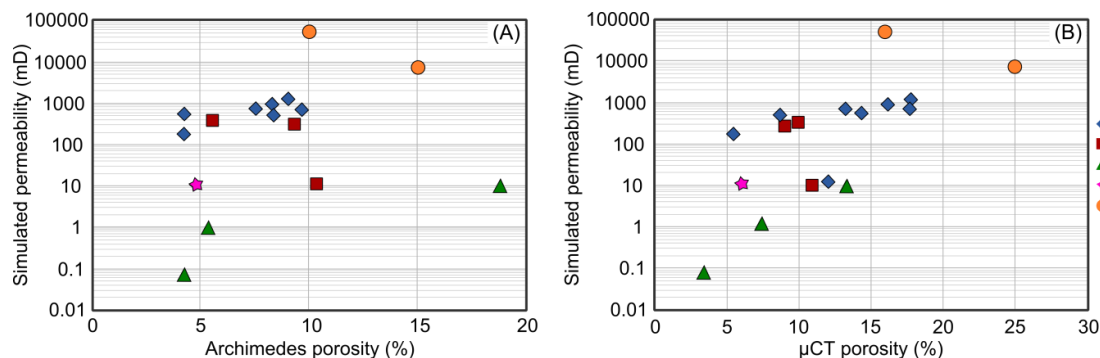 100000
10000
1000
100
10
1
0.1
0.01
Simulated permeability (mD)
(A)
0 5 10 15 20
Archimedes porosity (%)
100000
10000
1000
100
10
1
0.1
0.01
Simulated permeability (mD)
(B)
0 5 10 15 20 25 30
µCT porosity (%)